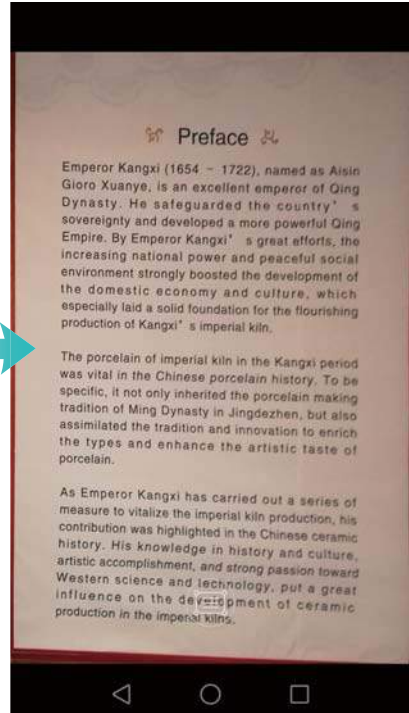 Preface
Emperor Kangxi (1654 - 1722), named as Aisin
Gioro Xuanye, is an excellent emperor of Qing
Dynasty. He safeguarded the country' s
sovereignty and developed a more powerful Qing
Empire. By Emperor Kangxi' s great efforts, the
increasing national power and peaceful social
environment strongly boosted the development of
the domestic economy and culture, which
especially laid a solid foundation for the flourishing
production of Kangxi' s imperial kiln.
The porcelain of imperial kiln in the Kangxi period
was vital in the Chinese porcelain history. To be
specific, it not only inherited the porcelain making
tradition of Ming Dynasty in Jingdezhen, but also
assimilated the tradition and innovation to enrich
the types and enhance the artistic taste of
porcelain.
As Emperor Kangxi has carried out a series of
measure to vitalize the imperial kiln production, his
contribution was highlighted in the Chinese ceramic
history. His knowledge in history and culture,
artistic accomplishment, and strong passion toward
Western science and technology, put a great
influence on the development of ceramic
production in the imperial kilns.